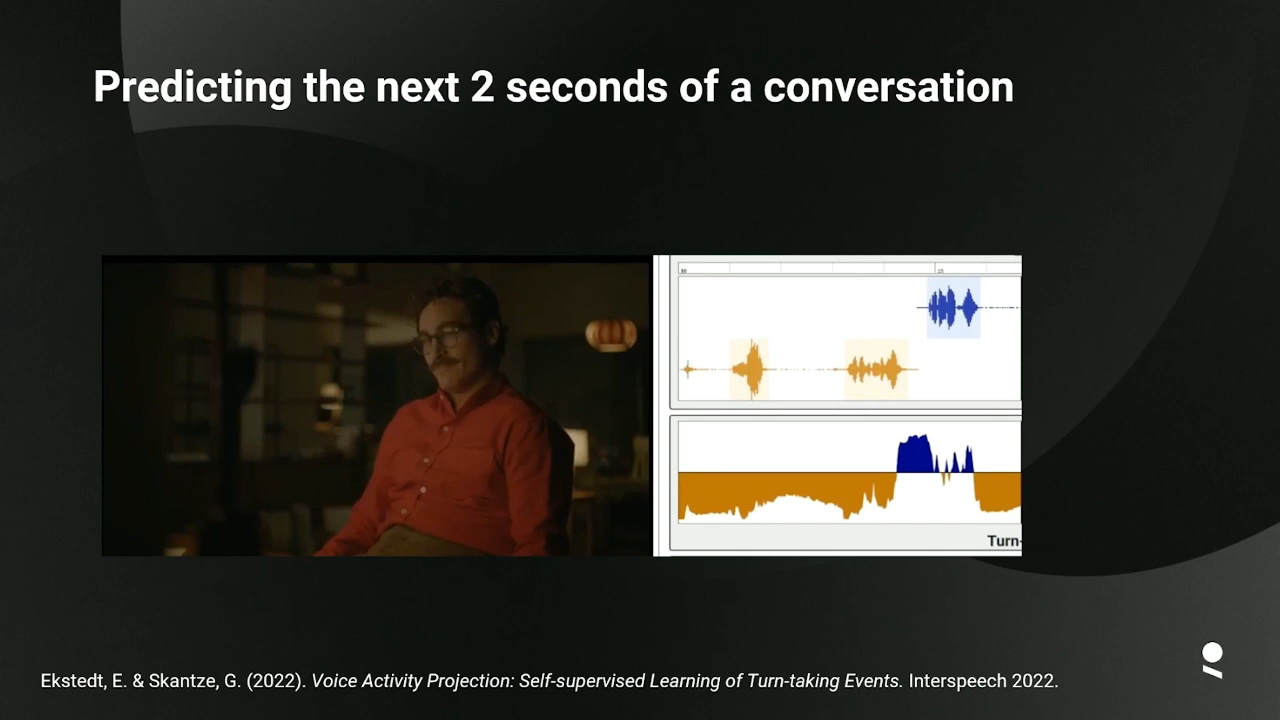 Predicting the next 2 seconds of a conversation
15
Turn-
Ekstedt, E. & Skantze, G. (2022). Voice Activity Projection: Self-supervised Learning of Turn-taking Events. Interspeech 2022.